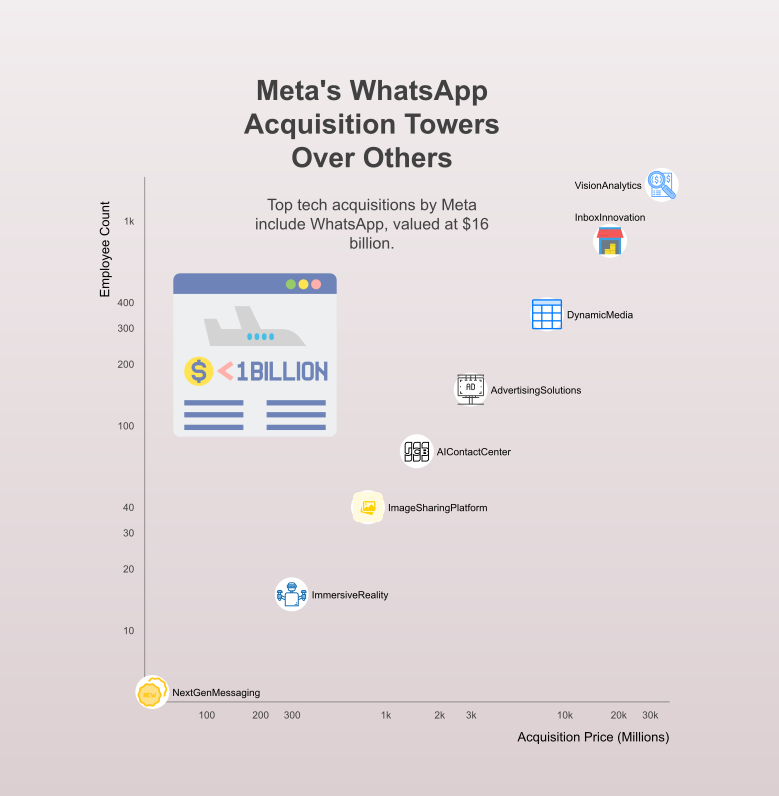 Meta's WhatsApp
Acquisition Towers
Over Others
Top tech acquisitions by Meta
include WhatsApp, valued at $16
billion.
Employee Count
1k
400
300
200
100
40
30
20
10
$ <1BILLION
VisionAnalytics
InboxInnovation
DynamicMedia
AD
AdvertisingSolutions
JOB
AIContactCenter
ImageSharingPlatform
ImmersiveReality
NEW
NextGenMessaging
100 200 300 1k 2k 3k 10k 20k 30k
Acquisition Price (Millions)